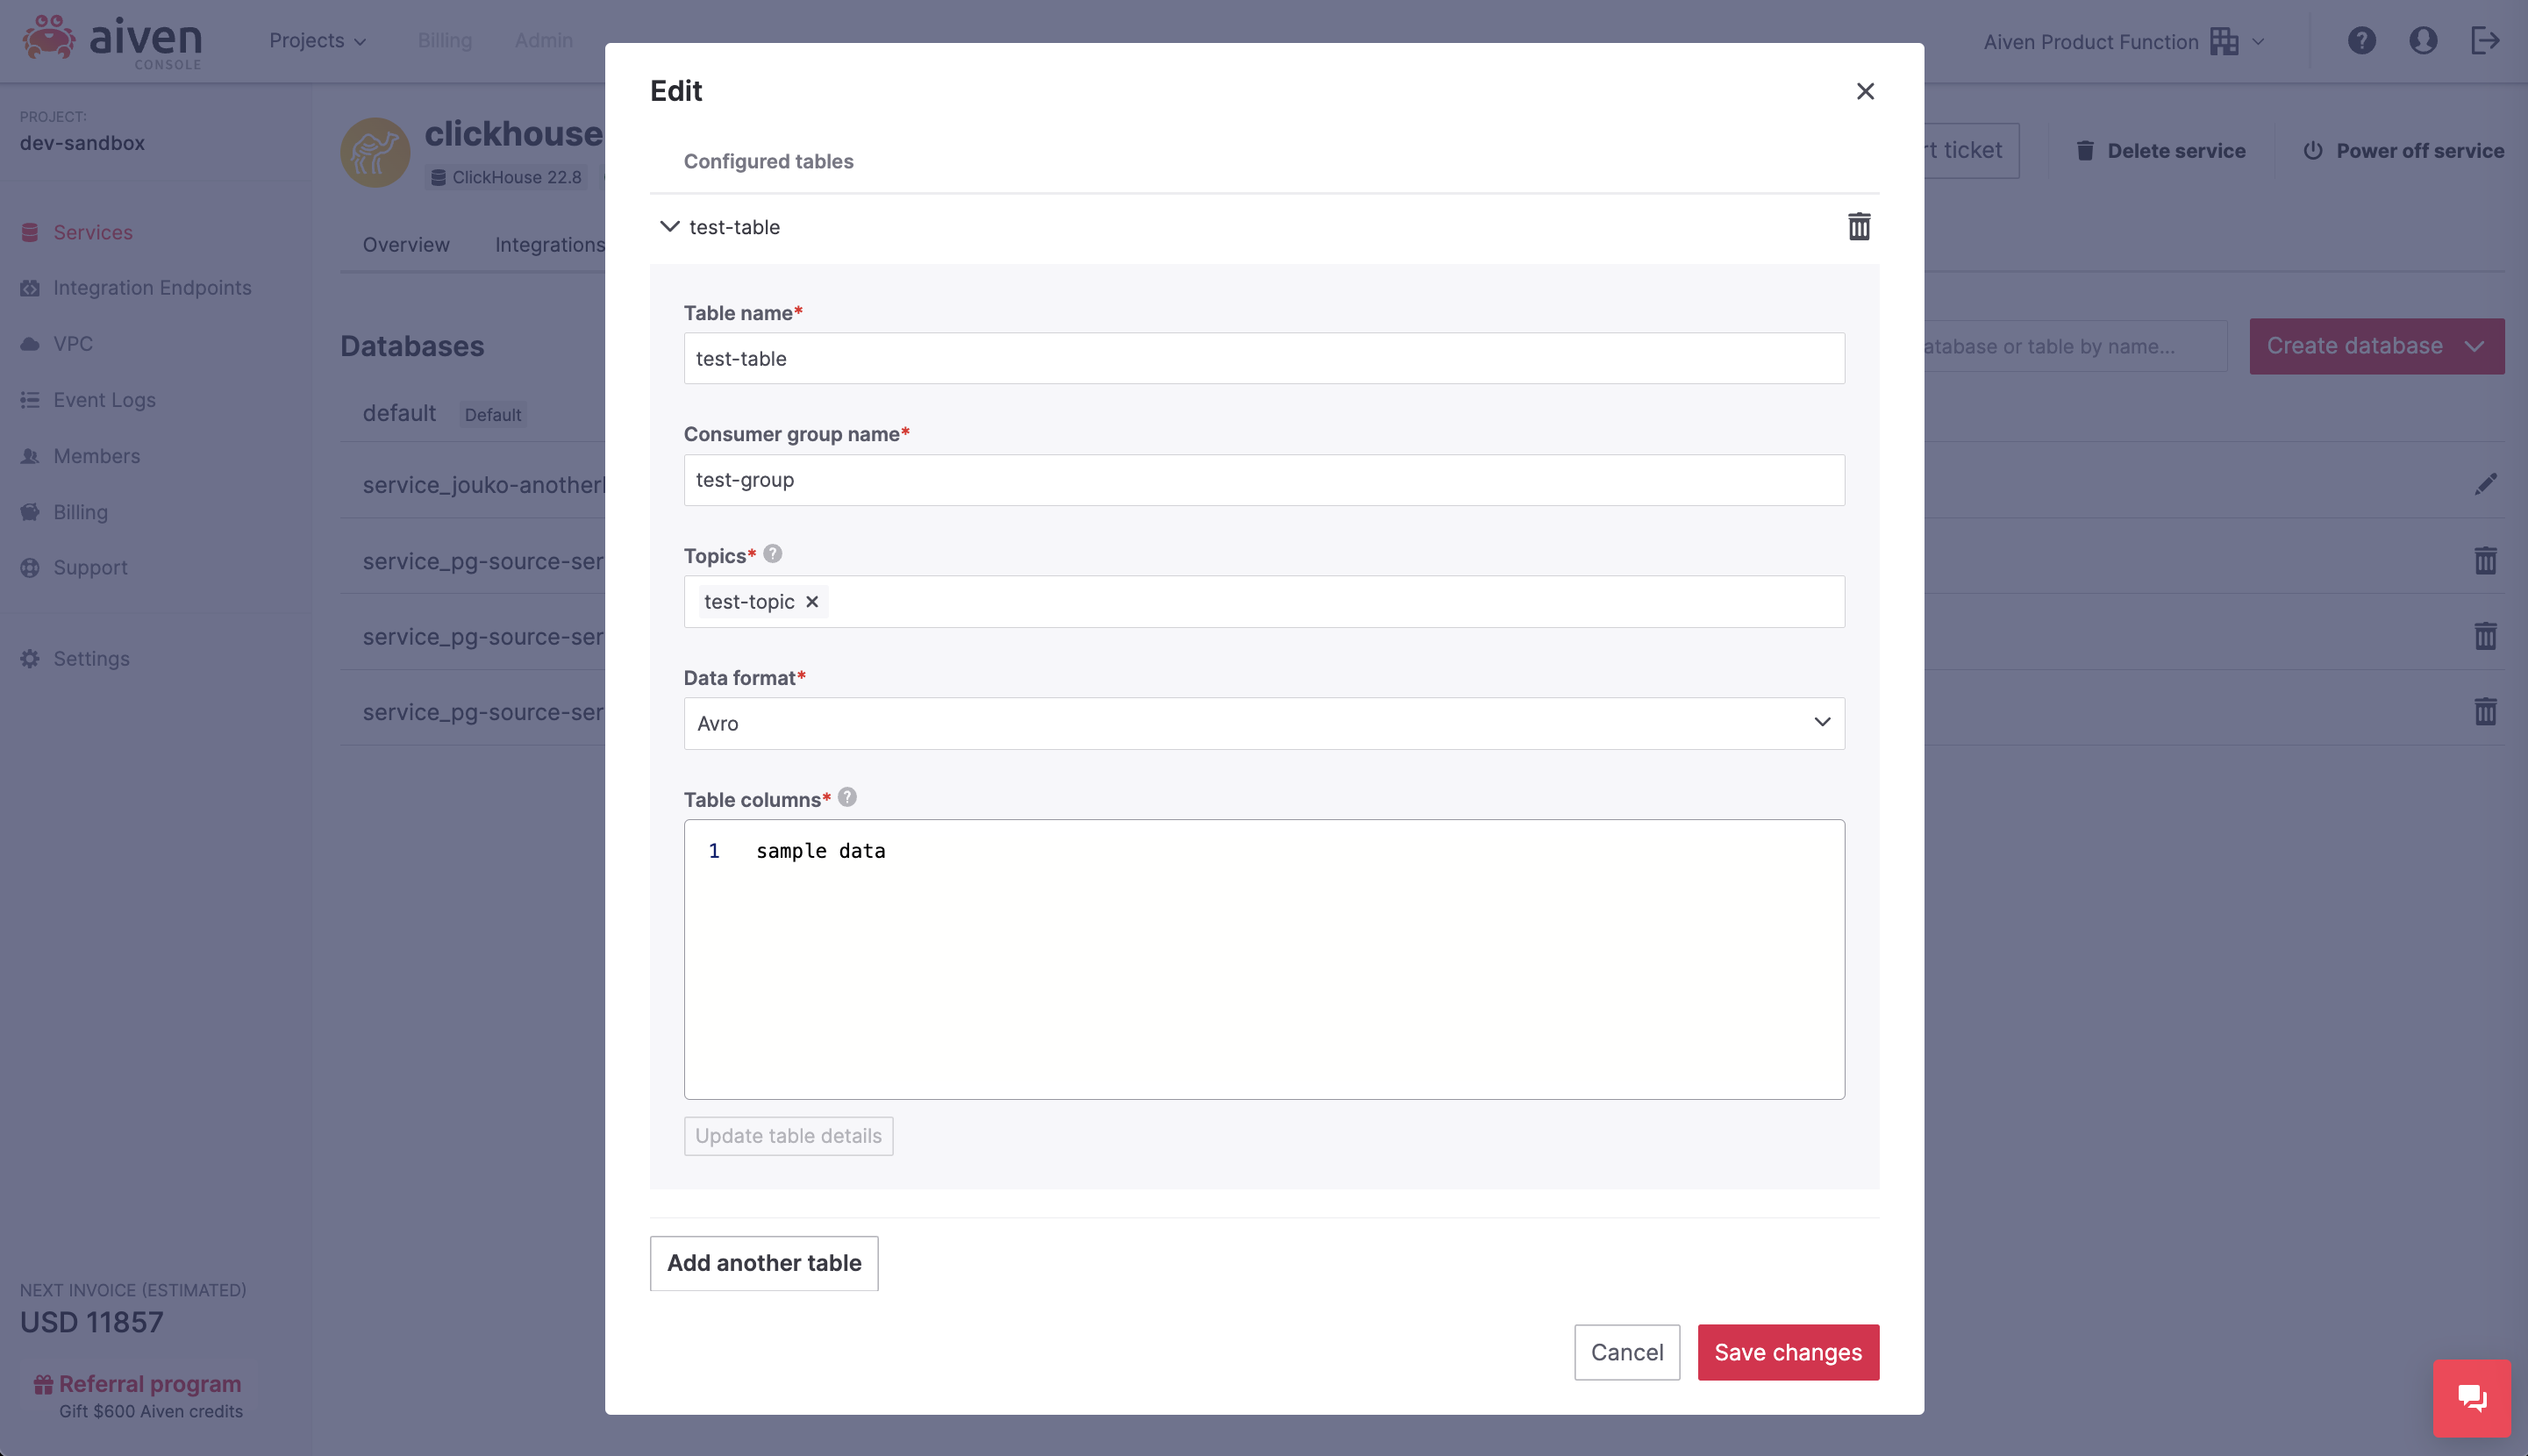 aiven
CONSOLE
Projects
Billing
Admin
Aiven Product Function
PROJECT:
dev-sandbox
Services
Integration Endpoints
VPC
Event Logs
Members
Billing
Support
Settings
NEXT INVOICE (ESTIMATED)
USD 11857
Referral program
Gift $600 Aiven credits
clickhouse
ClickHouse 22.8
rt ticket
Delete service
Power off service
Overview
Integrations
Databases
atabase or table by name...
Create database
default
Default
service_jouko-another
service_pg-source-ser
service_pg-source-ser
service_pg-source-ser
Edit
Configured tables
test-table
Table name*
test-table
Consumer group name*
test-group
Topics* ?
test-topic
Data format*
Avro
Table columns* ?
1 sample data
Update table details
Add another table
Cancel
Save changes